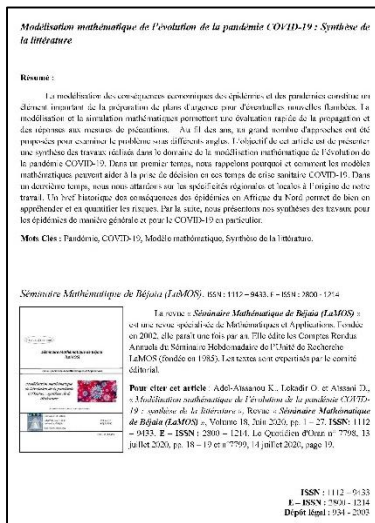 Modélisation mathématique de l'évolution de la pandémie COVID-19 : Synthèse de
la littérature
Résumé :
La modélisation des conséquences économiques des épidémies et des pandémies constitue un
élément important de la préparation de plans d'urgence pour d'éventuelles nouvelles flambées. La
modélisation et la simulation mathématiques permettent une évaluation rapide de la propagation et
des réponses aux mesures de précautions. Au fil des ans, un grand nombre d'approches ont été
proposées pour examiner le problème sous différents angles. L'objectif de cet article est de présenter
une synthèse des travaux réalisés dans le domaine de la modélisation mathématique de l'évolution de
la pandémie COVID-19. Dans un premier temps, nous rappelons pourquoi et comment les modèles
mathématiques peuvent aider à la prise de décision en ces temps de crise sanitaire COVID-19. Dans
un deuxième temps, nous nous attardons sur les spécificités régionales et locales à l'origine de notre
travail. Un bref historique des conséquences des épidémies en Afrique du Nord permet de bien en
appréhender et en quantifier les risques. Par la suite, nous présentons nos synthèses des travaux pour
les épidémies de manière générale et pour le COVID-19 en particulier.
Mots Clés : Pandémie, COVID-19, Modèle mathématique, Synthèse de la littérature.
Séminaire Mathématique de Béjaia (LaMOS). ISSN : 1112 – 9433. E – ISSN : 2800 - 1214
La revue « Séminaire Mathématique de Béjaia (LaMOS) »
est une revue spécialisée de Mathématiques et Applications. Fondée
en 2002, elle paraît une fois par an. Elle édite les Comptes Rendus
Annuels du Séminaire Hebdomadaire de l'Unité de Recherche
LaMOS (fondée en 1985). Les textes sont expertisés par le comité
éditorial.
Pour citer cet article : Adel-Aissanou K., Lekadir O. et Aissani D.,
« Modélisation mathématique de l'évolution de la pandémie COVID-
19 : synthèse de la littérature », Revue « Séminaire Mathématique
de Béjaia (LaMOS) », Volume 18, Juin 2020, pp. 1 – 27. ISSN: 1112
– 9433. E – ISSN : 2800 – 1214. Le Quotidien d'Oran n° 7798, 13
juillet 2020, pp. 18 – 19 et n°7799, 14 juillet 2020, page 19.
ISSN : 1112 – 9433
E – ISSN : 2800 - 1214
Dépôt légal : 934 - 2003